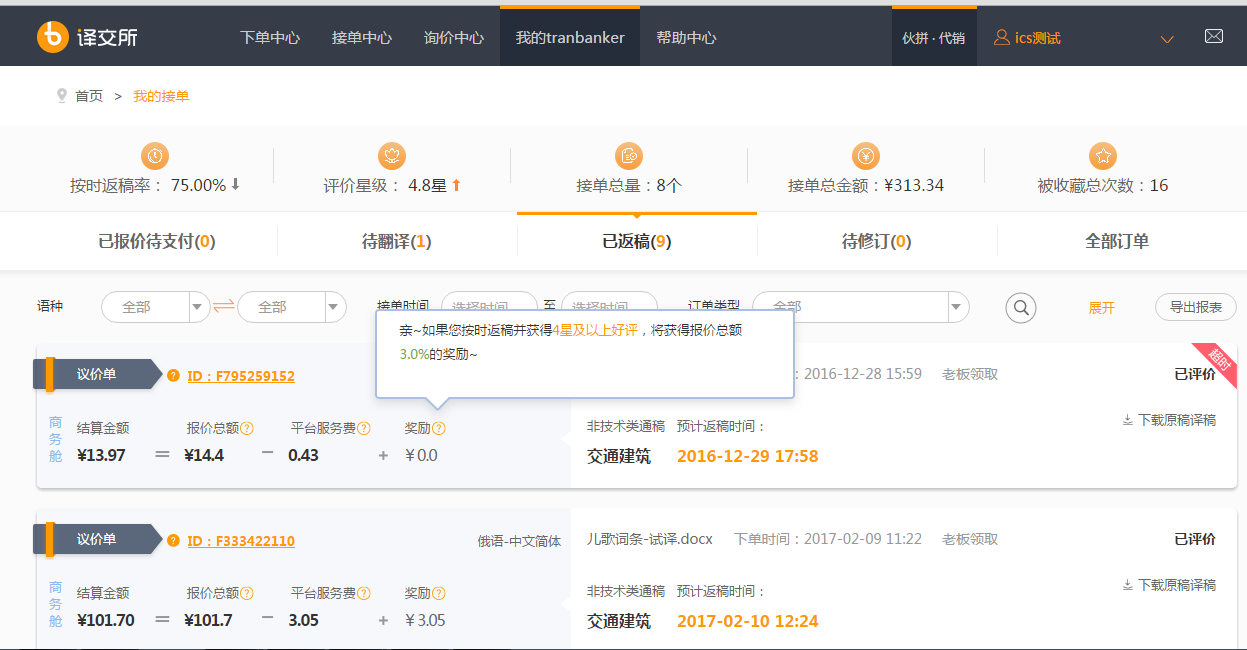 译交所 下单中心 接单中心 询价中心 我的tranbanker 帮助中心 伙拼 · 代销 ics测试
首页 > 我的接单
按时返稿率： 75.00% 评价星级： 4.8星 接单总量：8个 接单总金额：¥313.34 被收藏总次数：16
已报价待支付(0) 待翻译(1) 已返稿(9) 待修订(0) 全部订单
语种 全部 全部 接单时间 选择时间 至 选择时间 订单类型 全部 展开 导出报表
亲~如果您按时返稿并获得4星及以上好评，将获得报价总额
3.0%的奖励~
超时
议价单 ? ID：F795259152 ：2016-12-28 15:59 老板领取 已评价
商务舱 结算金额 报价总额? 平台服务费? 奖励? 非技术类通稿 预计返稿时间： 下载原稿译稿
¥13.97 = ¥14.4 － 0.43 + ￥0.0 交通建筑 2016-12-29 17:58
议价单 ? ID：F333422110 俄语-中文简体 儿歌词条-试译.docx 下单时间：2017-02-09 11:22 老板领取 已评价
商务舱 结算金额 报价总额? 平台服务费? 奖励? 非技术类通稿 预计返稿时间： 下载原稿译稿
¥101.70 = ¥101.7 － 3.05 + ￥3.05 交通建筑 2017-02-10 12:24